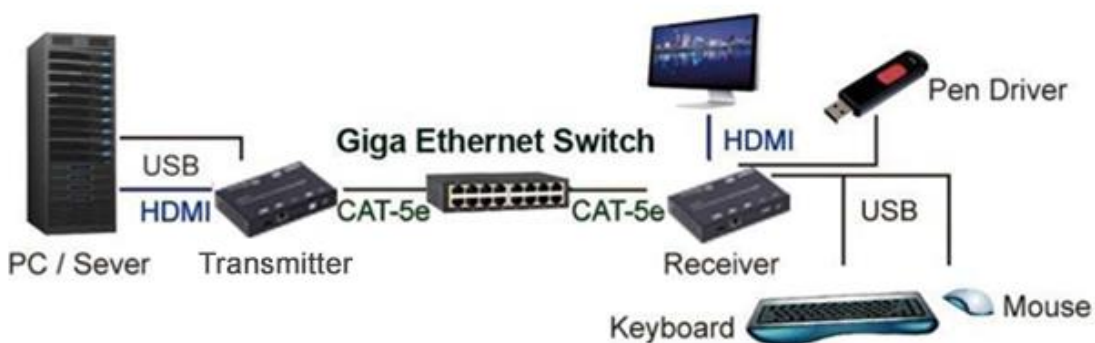 HDMI
Pen Driver
Giga Ethernet Switch
USB
HDMI
CAT-5e
CAT-5e
USB
PC / Sever
Transmitter
Receiver
Keyboard
Mouse